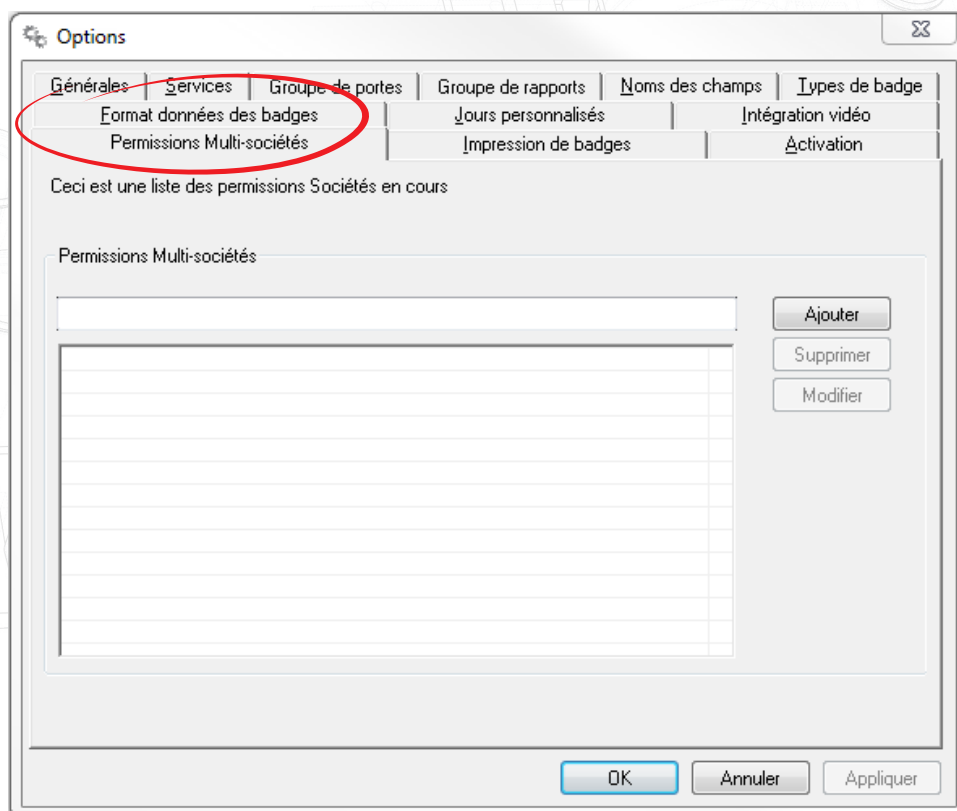 Options
Générales Services Groupe de portes Groupe de rapports Noms des champs Types de badge
Format données des badges Jours personnalisés Intégration vidéo
Permissions Multi-sociétés Impression de badges Activation
Ceci est une liste des permissions Sociétés en cours
Permissions Multi-sociétés
Ajouter
Supprimer
Modifier
OK Annuler Appliquer